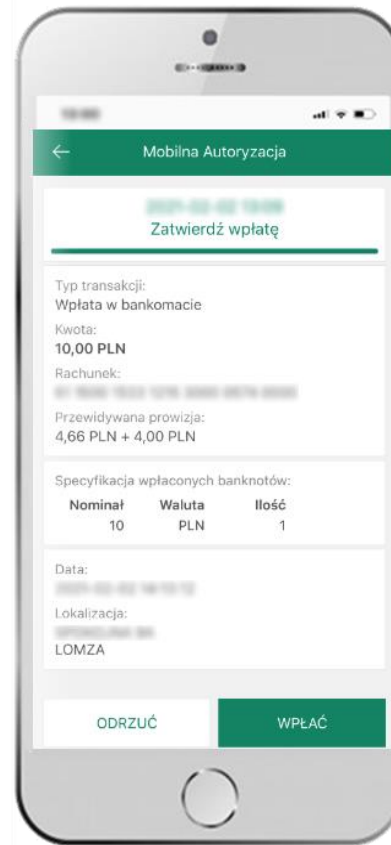 Mobilna Autoryzacja
Zatwierdź wpłatę
Typ transakcji:
Wpłata w bankomacie
Kwota:
10,00 PLN
Rachunek:
Przewidywana prowizja:
4,66 PLN + 4,00 PLN
Specyfikacja wpłaconych banknotów:
Nominał Waluta Ilość
10 PLN 1
Data:
Lokalizacja:
LOMZA
ODRZUĆ WPŁAĆ